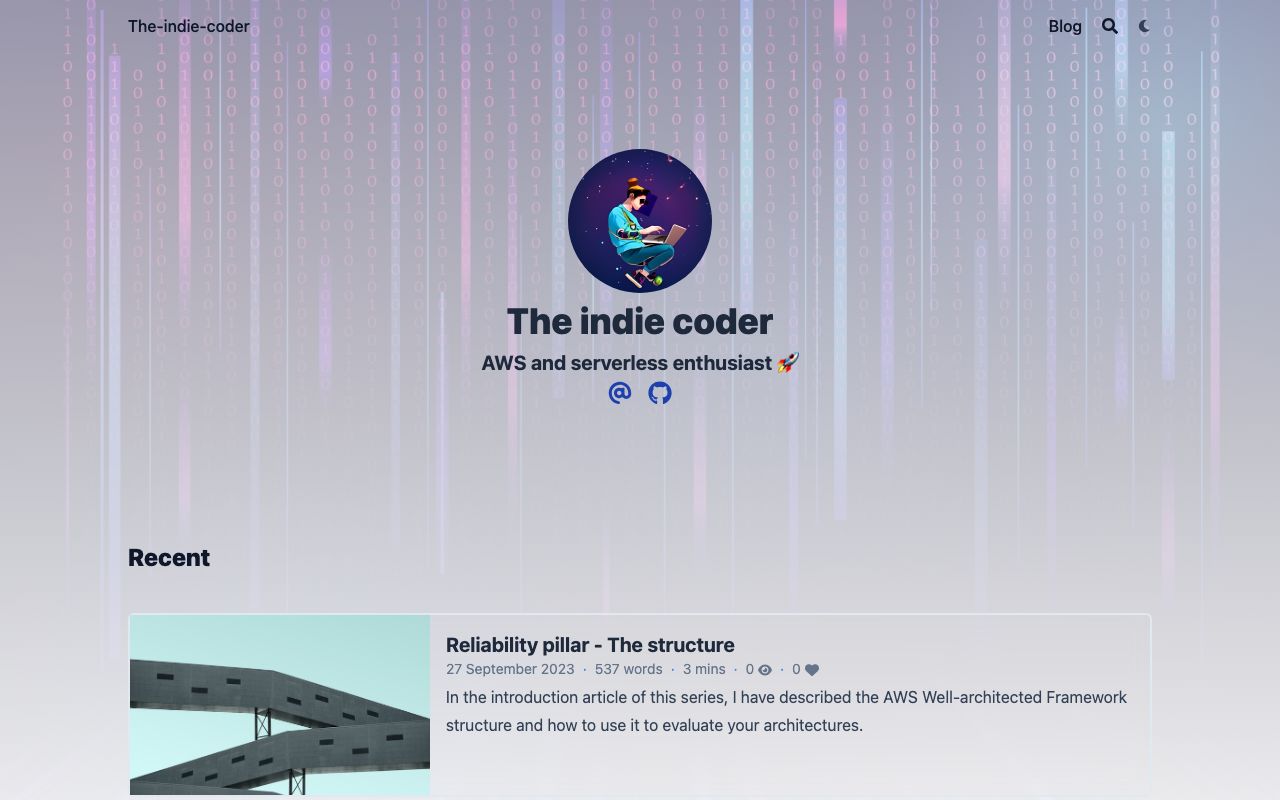 The-indie-coder
Blog
The indie coder
AWS and serverless enthusiast 🚀
Recent
Reliability pillar - The structure
27 September 2023 · 537 words · 3 mins · 0 · 0
In the introduction article of this series, I have described the AWS Well-architected Framework
structure and how to use it to evaluate your architectures.